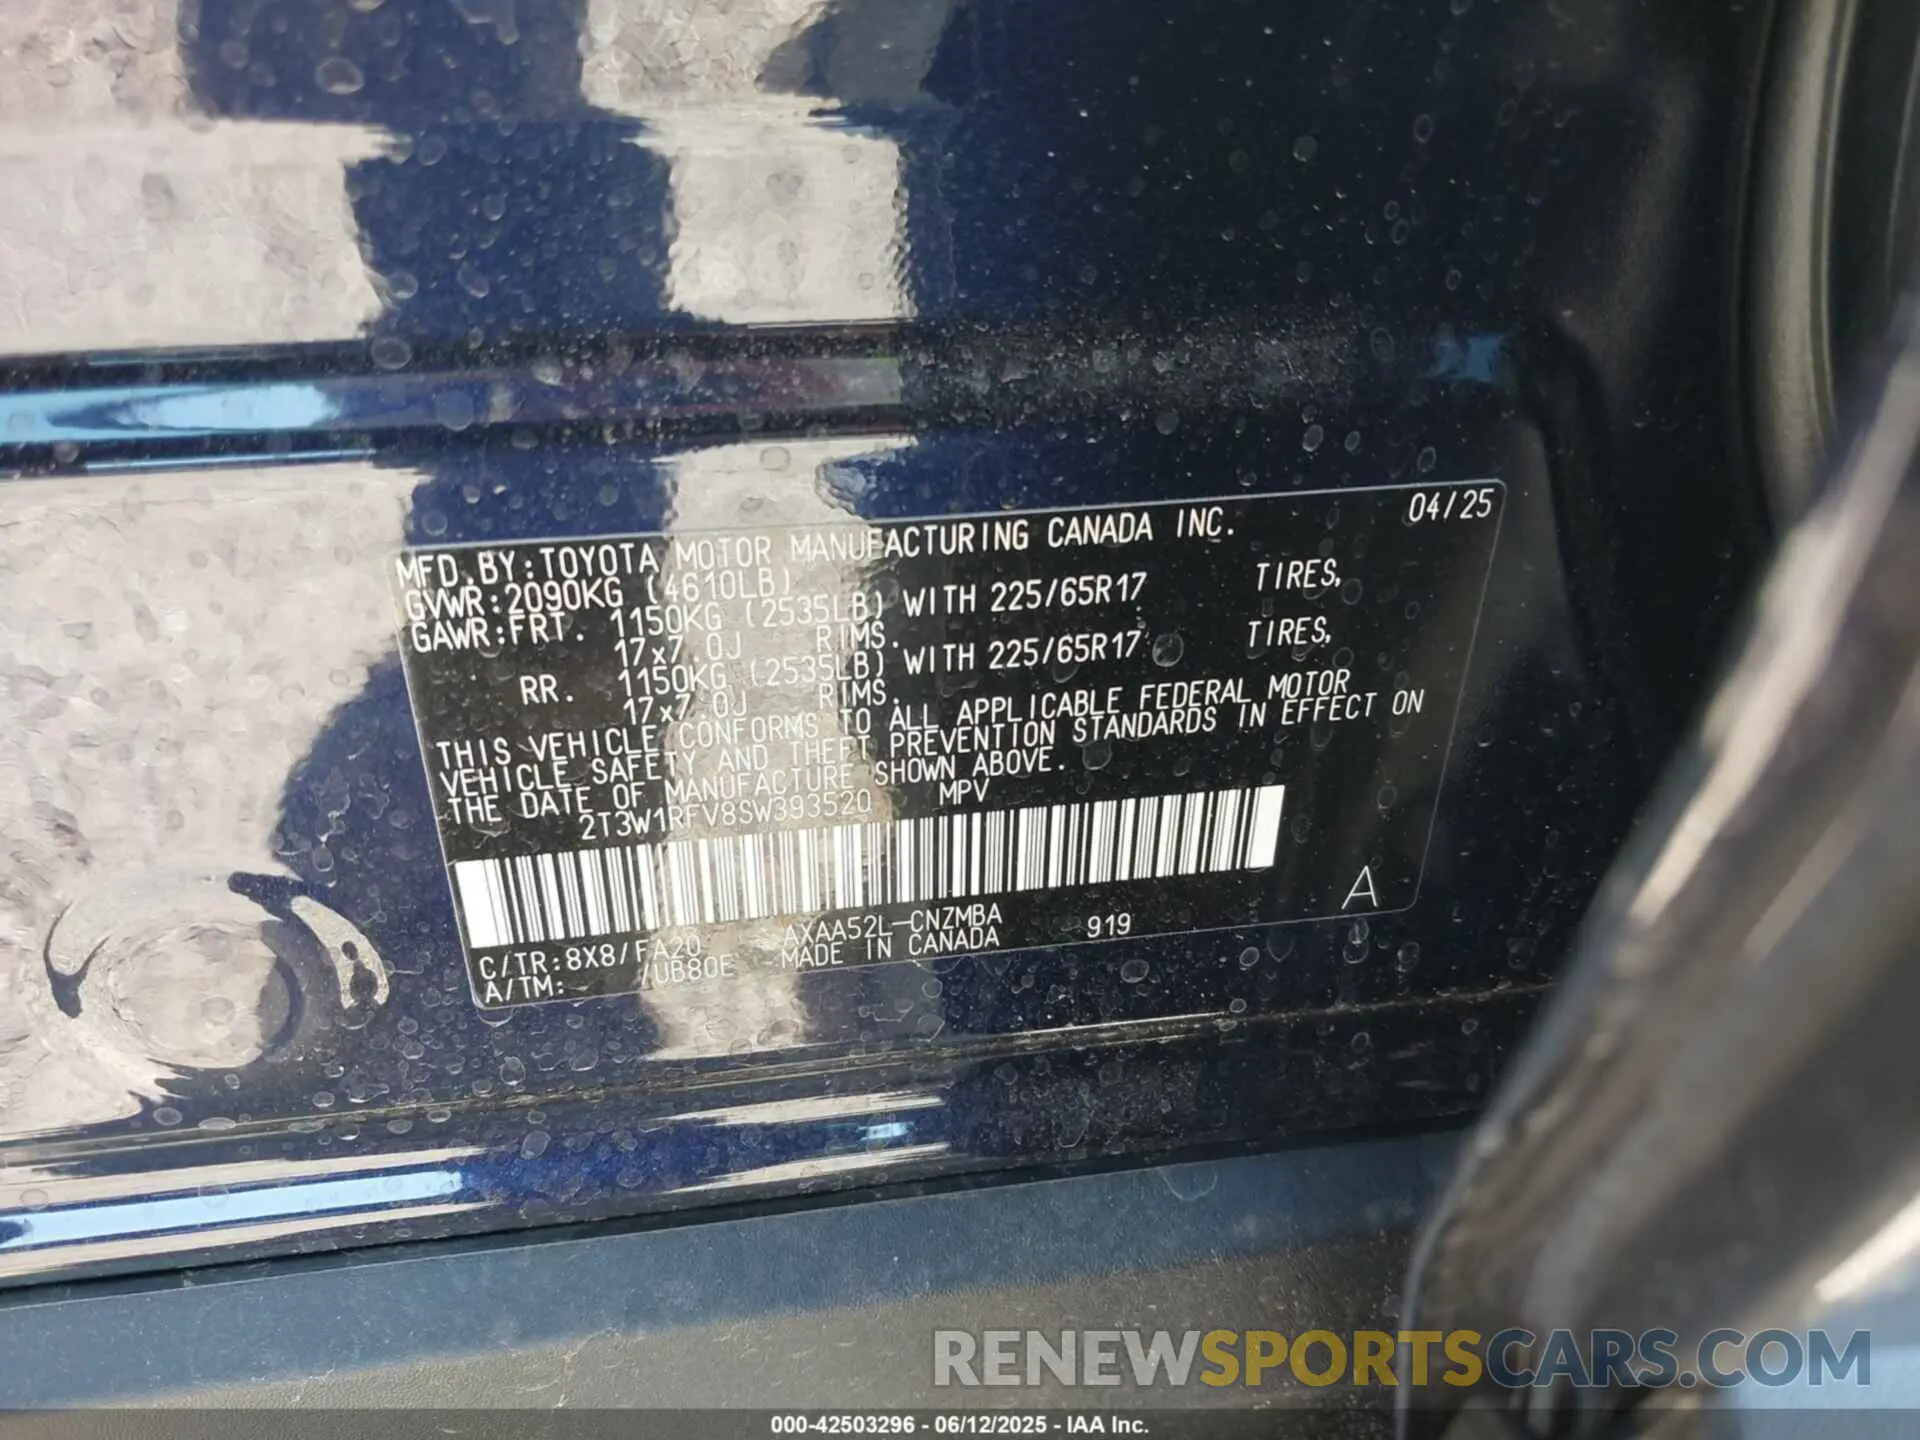 MFD.BY:TOYOTA MOTOR MANUFACTURING CANADA INC. 04/25
GVWR:2090KG (4610LB)
GAWR:FRT. 1150KG (2535LB) WITH 225/65R17 TIRES,
17x7.0J RIMS.
RR. 1150KG (2535LB) WITH 225/65R17 TIRES,
17x7.0J RIMS.
THIS VEHICLE CONFORMS TO ALL APPLICABLE FEDERAL MOTOR
VEHICLE SAFETY AND THEFT PREVENTION STANDARDS IN EFFECT ON
THE DATE OF MANUFACTURE SHOWN ABOVE.
2T3W1RFV8SW393520 MPV
A
C/TR:8X8/FA20 AXAA52L-CNZMBA 919
A/TM: - /UB80E MADE IN CANADA
RENEWSPORTSCARS.COM
000-42503296 - 06/12/2025 - IAA Inc.